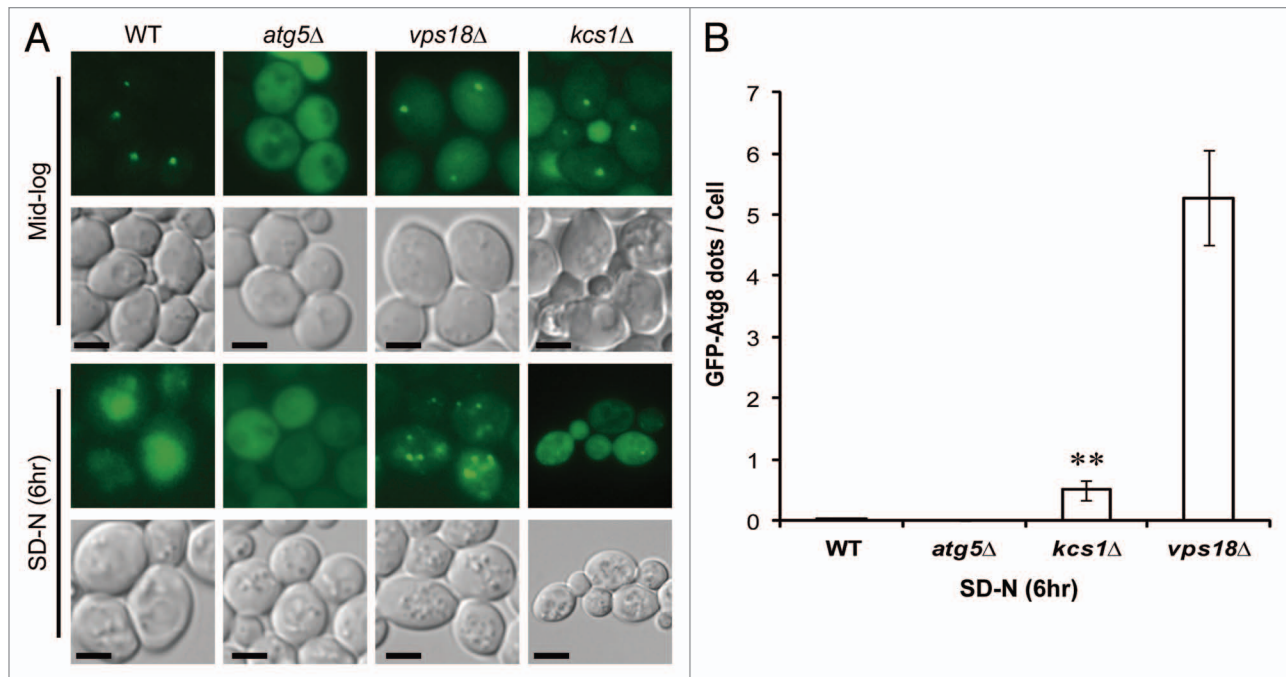 A
WT
atg5Δ
vps18Δ
kcs1Δ
Mid-log
SD-N (6hr)
B
GFP-Atg8 dots / Cell
7
6
5
4
3
2
1
0
**
WT
atg5Δ
kcs1Δ
vps18Δ
SD-N (6hr)